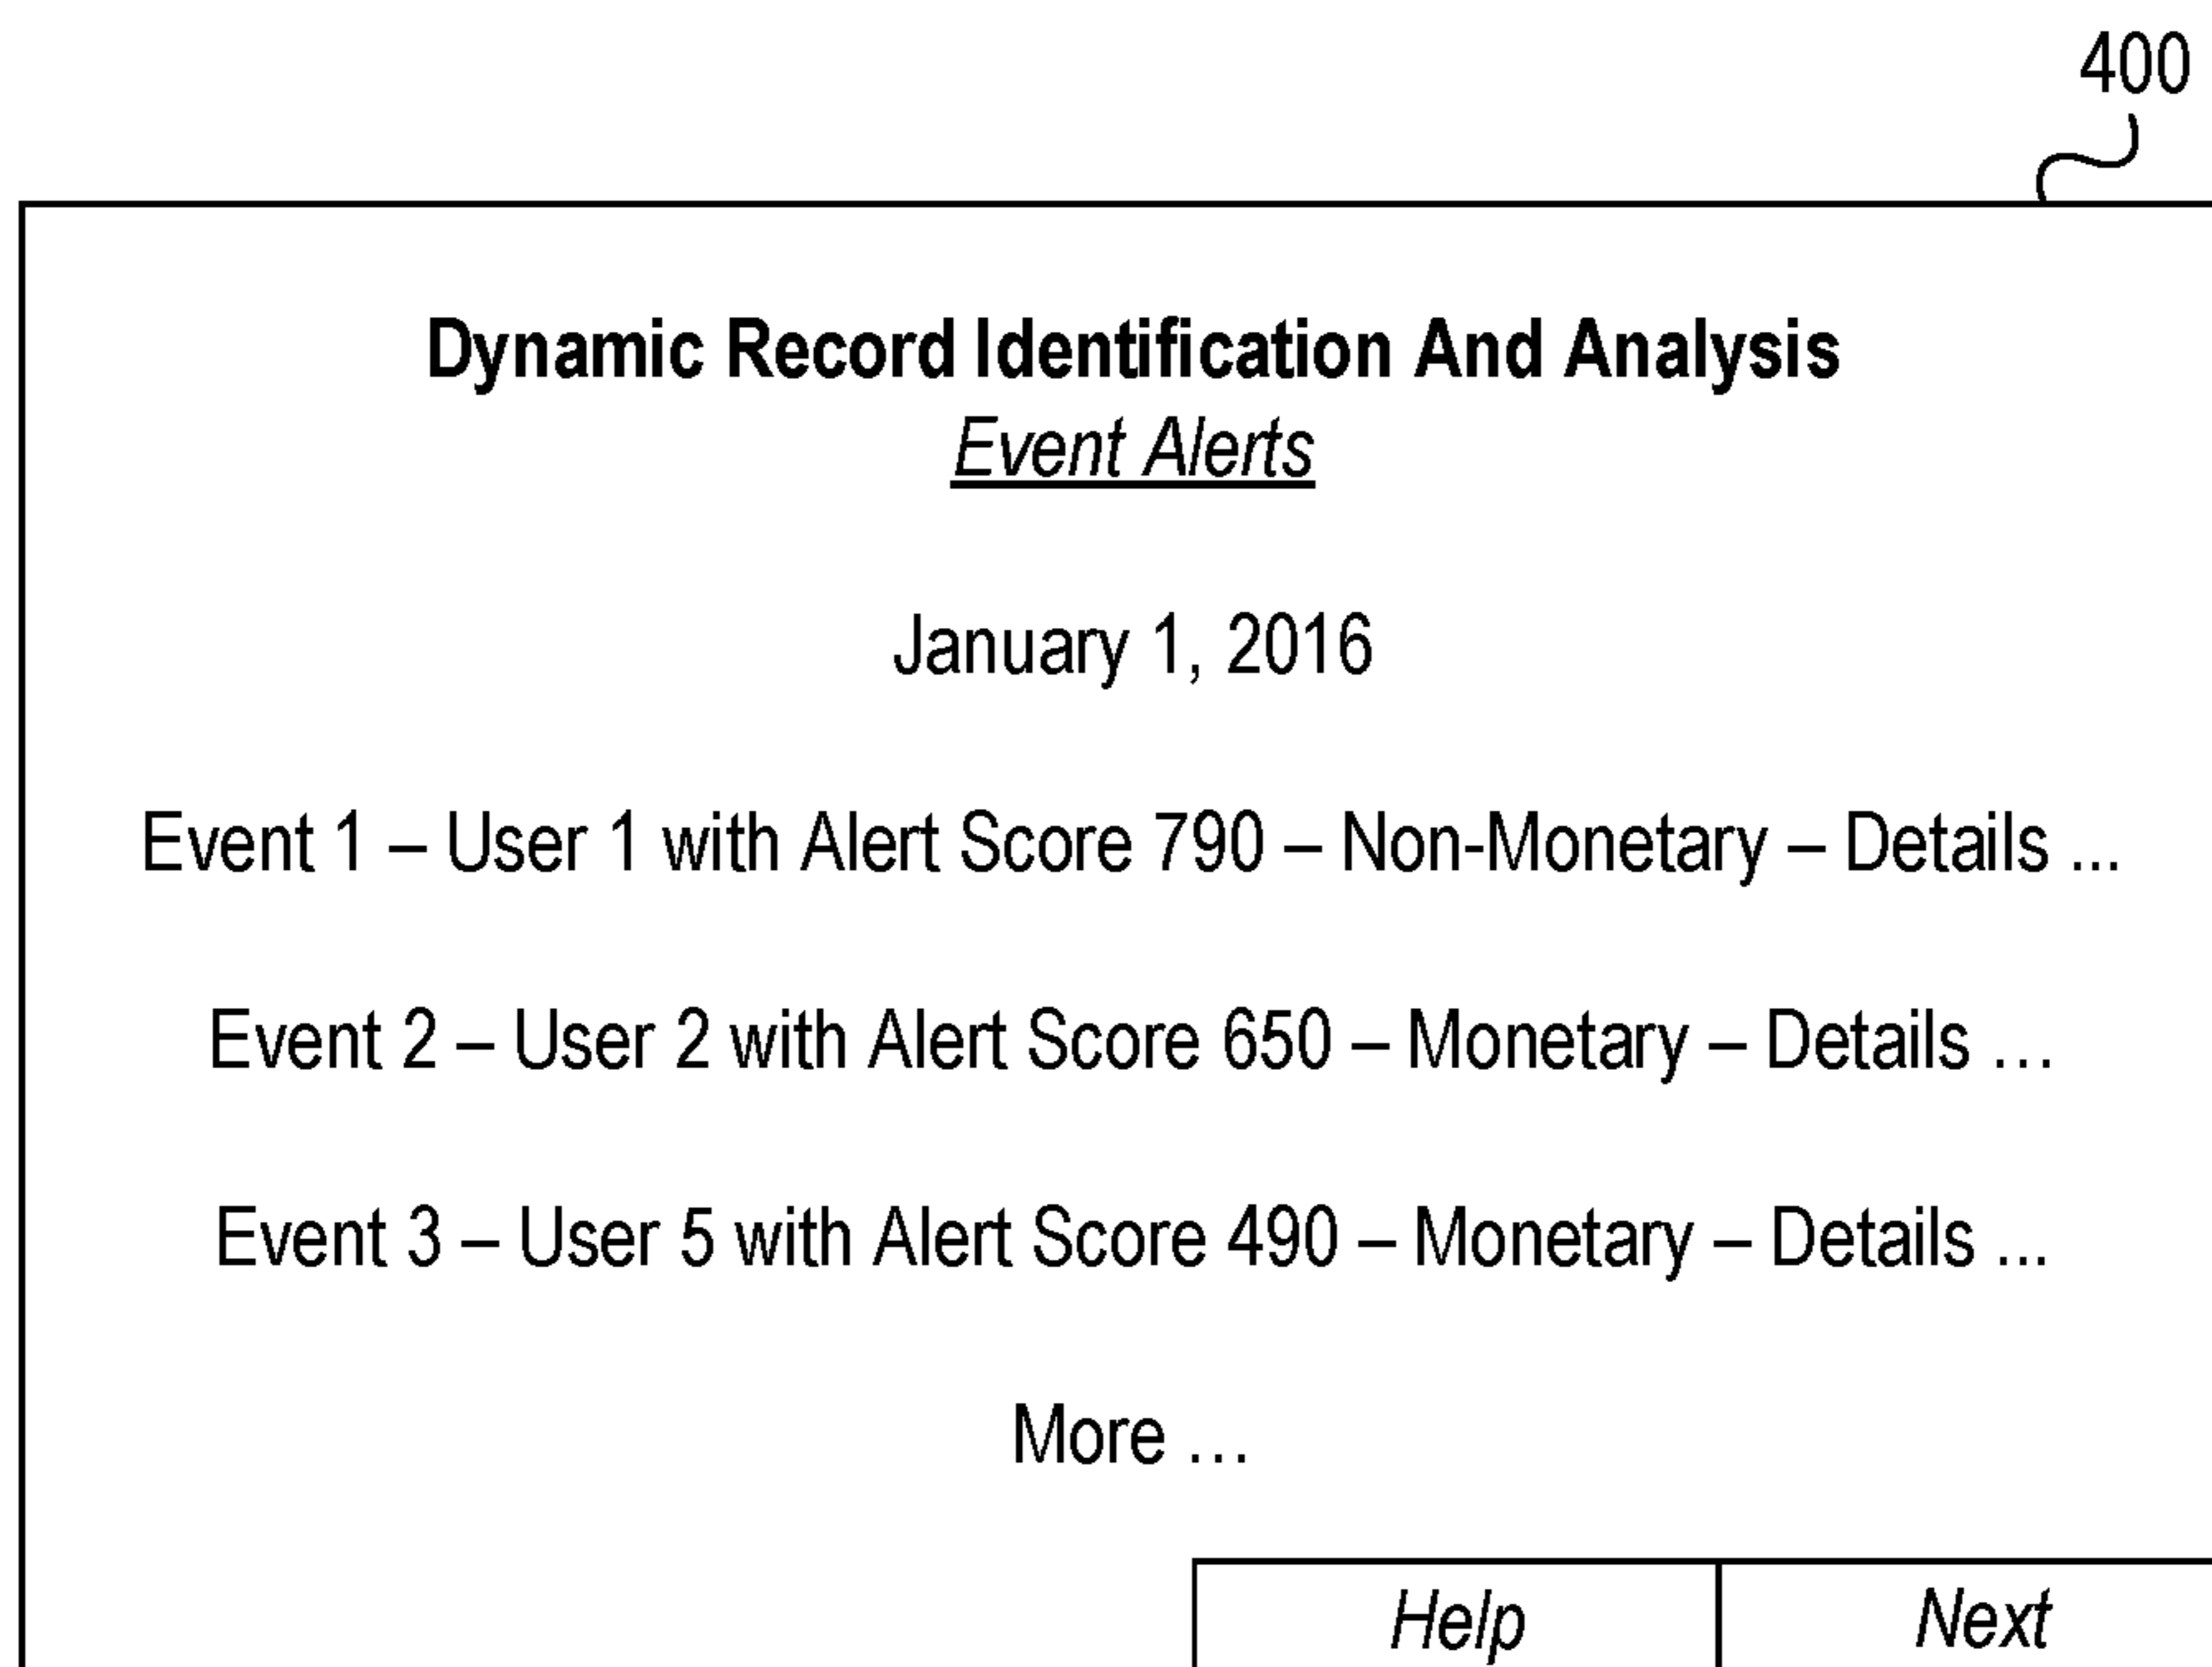 400
Dynamic Record Identification And Analysis
Event Alerts
January 1, 2016
Event 1 – User 1 with Alert Score 790 – Non-Monetary – Details ...
Event 2 – User 2 with Alert Score 650 – Monetary – Details …
Event 3 – User 5 with Alert Score 490 – Monetary – Details ...
More …
Help Next